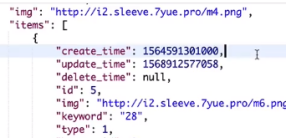 "img": "http://i2.sleeve.7yue.pro/m4.png",
"items": [
{
"create_time": 1564591301000,
"update_time": 1568912577058,
"delete_time": null,
"id": 5,
"img": "http://i2.sleeve.7yue.pro/m6.png
"keyword": "28",
"type": 1,